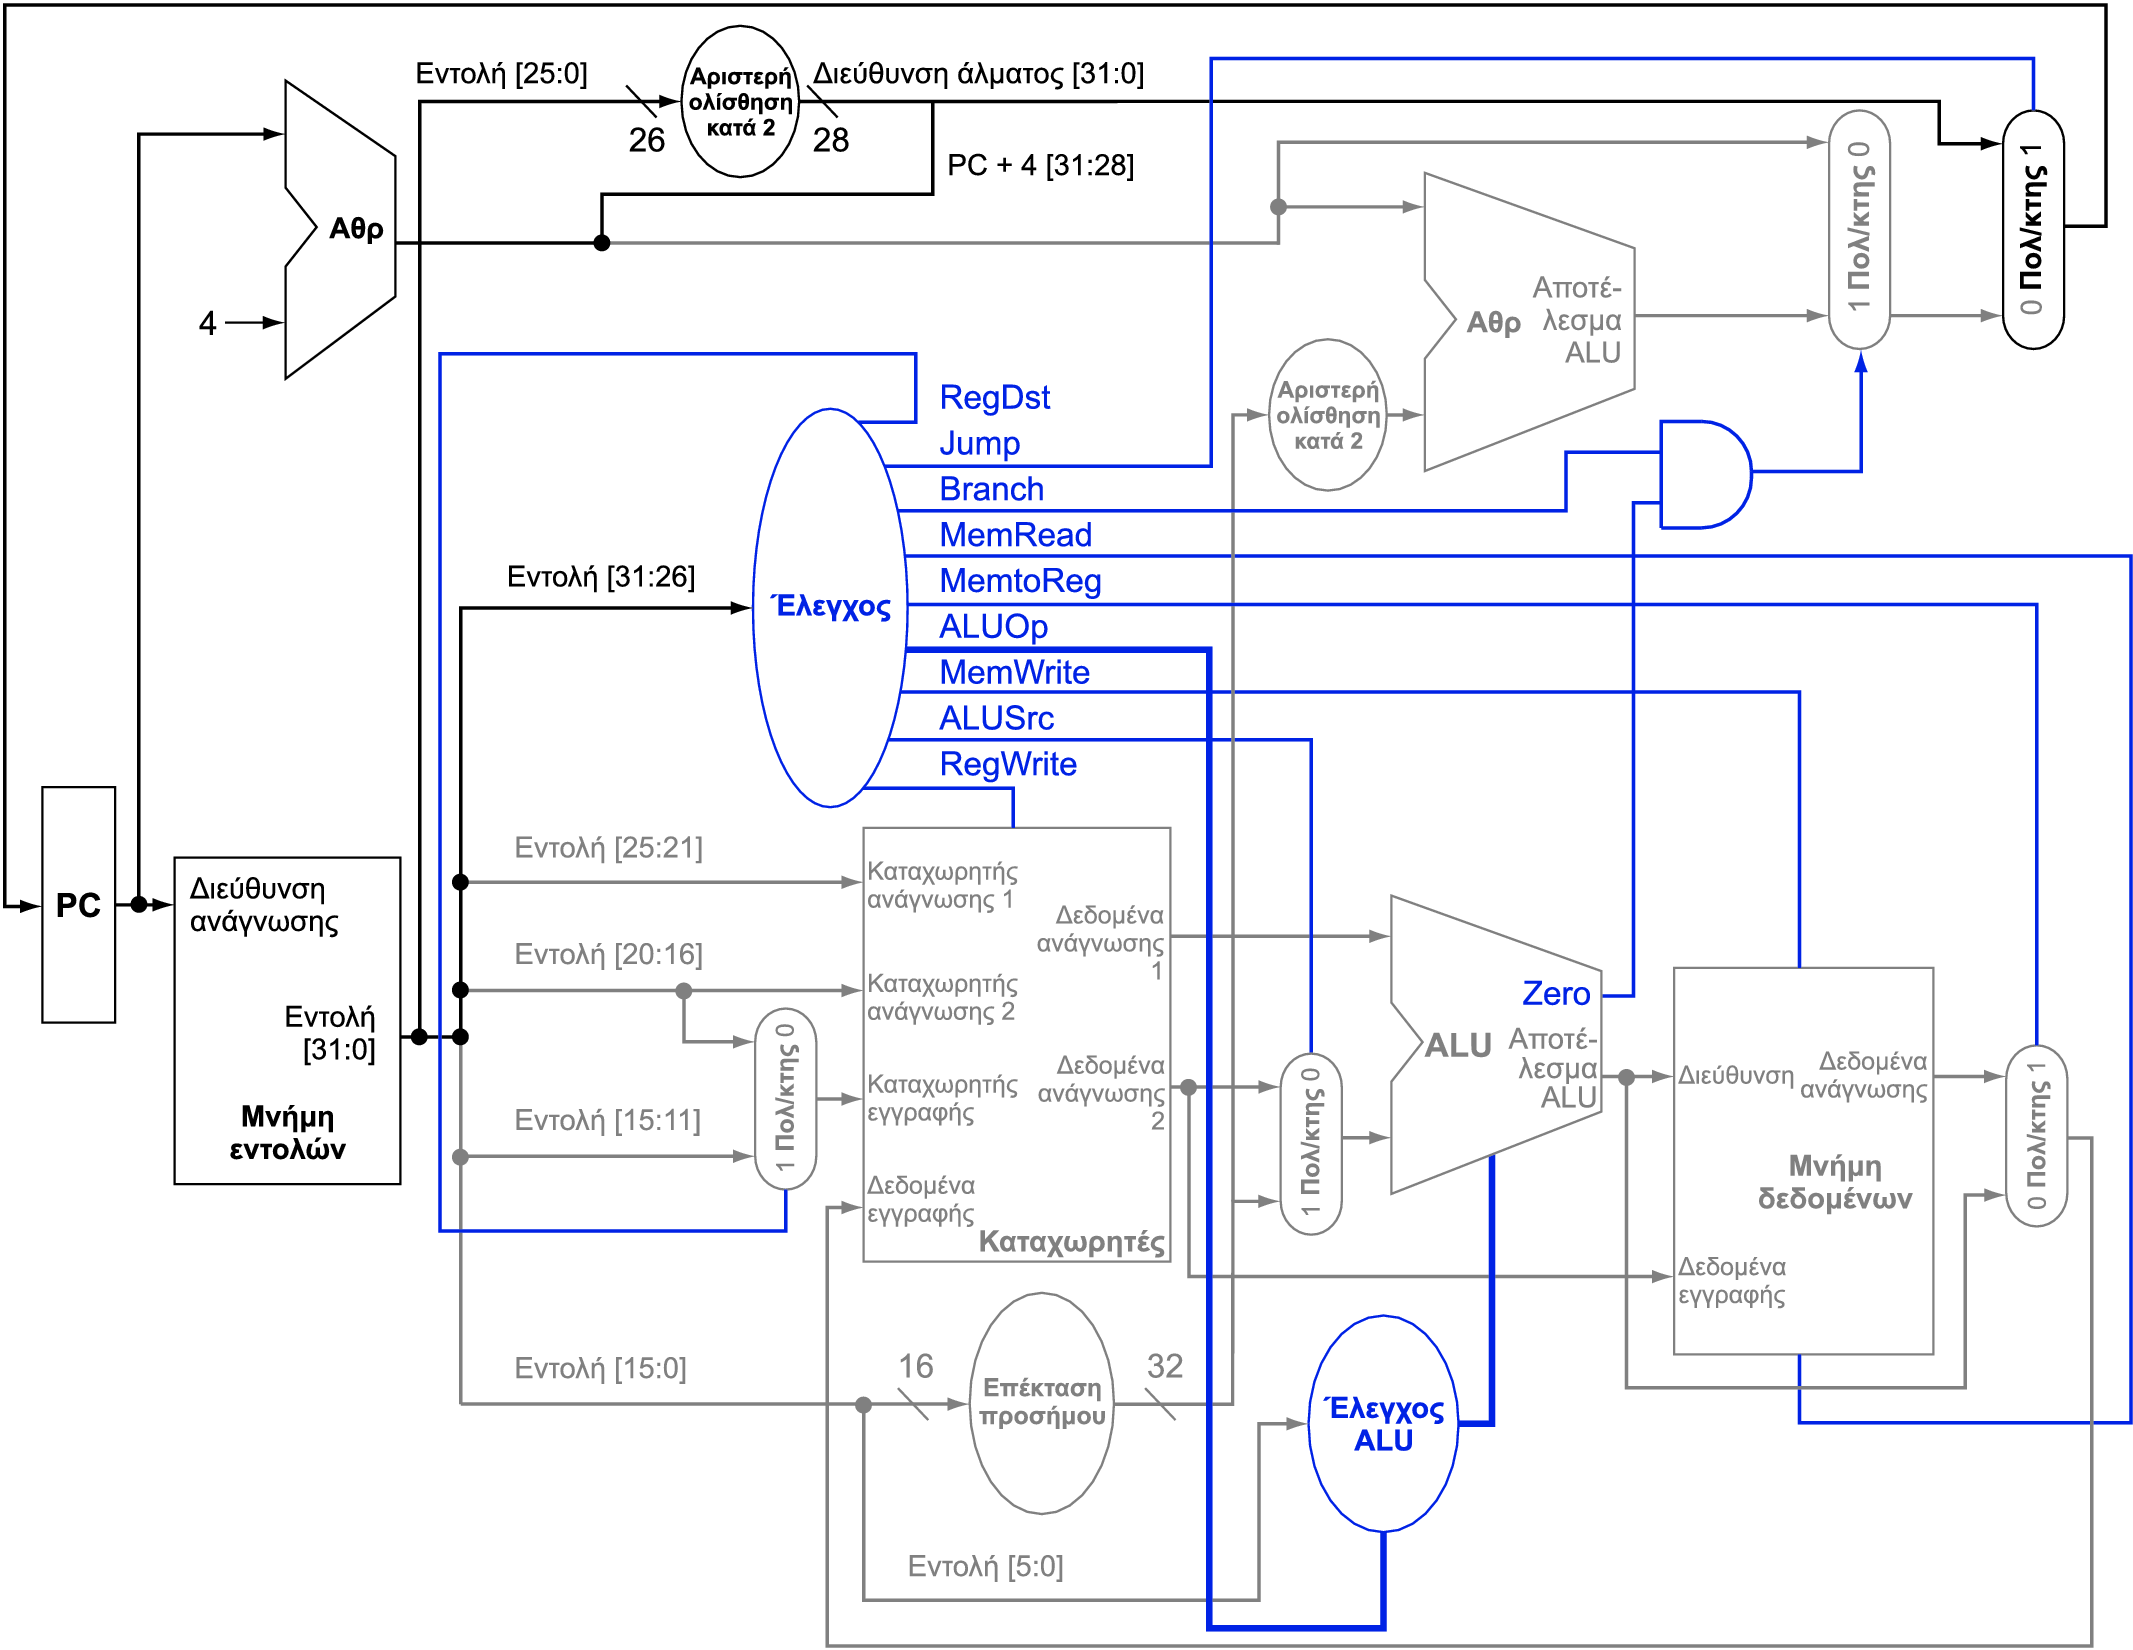 Εντολή [25:0]
Αριστερή
ολίσθηση
κατά 2
Διεύθυνση άλματος [31:0]
26
28
PC + 4 [31:28]
Αθρ
4
0 Πολ/κτης 1
1 Πολ/κτης 0
Αθρ
Αποτέ-
λεσμα
ALU
Αριστερή
ολίσθηση
κατά 2
RegDst
Jump
Branch
MemRead
MemtoReg
ALUOp
MemWrite
ALUSrc
RegWrite
Εντολή [31:26]
Έλεγχος
PC
Διεύθυνση
ανάγνωσης
Εντολή
[31:0]
Μνήμη
εντολών
Εντολή [25:21]
Εντολή [20:16]
Εντολή [15:11]
1 Πολ/κτης 0
Καταχωρητής
ανάγνωσης 1
Καταχωρητής
ανάγνωσης 2
Καταχωρητής
εγγραφής
Δεδομένα
εγγραφής
Δεδομένα
ανάγνωσης
1
Δεδομένα
ανάγνωσης
2
Καταχωρητές
1 Πολ/κτης 0
Zero
ALU
Αποτέ-
λεσμα
ALU
Διεύθυνση
Δεδομένα
ανάγνωσης
Μνήμη
δεδομένων
Δεδομένα
εγγραφής
0 Πολ/κτης 1
Εντολή [15:0]
16
Επέκταση
προσήμου
32
Έλεγχος
ALU
Εντολή [5:0]